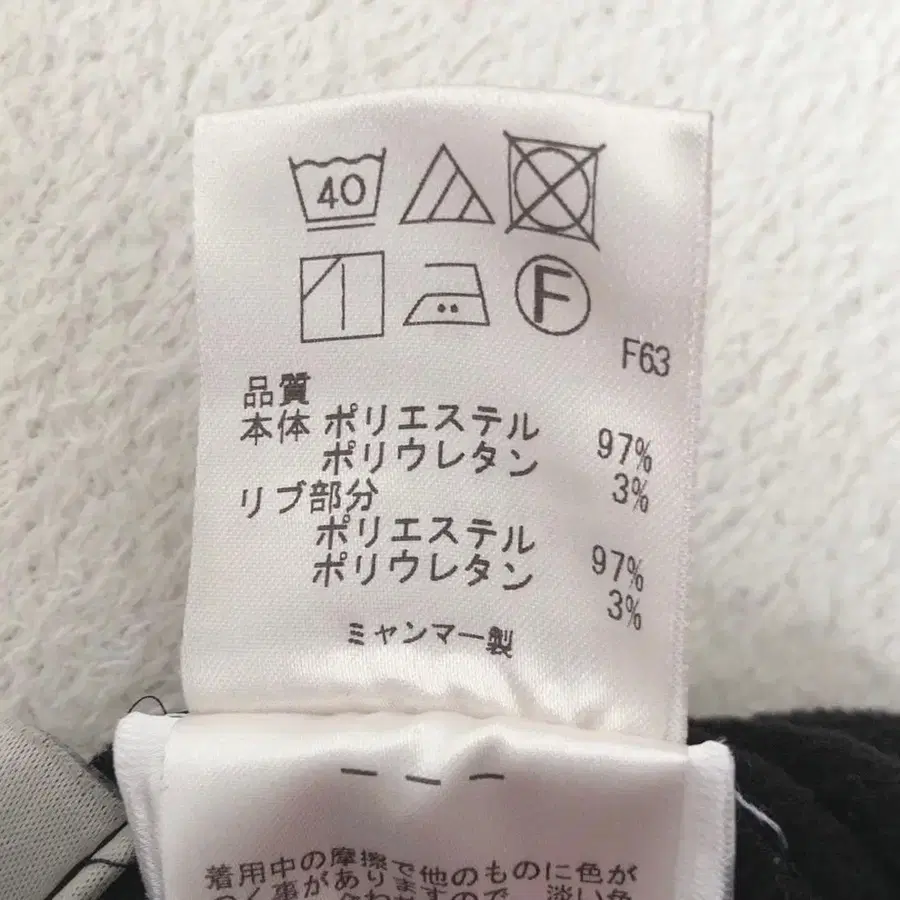 40
F
F63
品質
本体 ポリエステル 97%
ポリウレタン 3%
リブ部分
ポリエステル 97%
ポリウレタン 3%
ミャンマー製
着用中の摩擦で他のものに色が